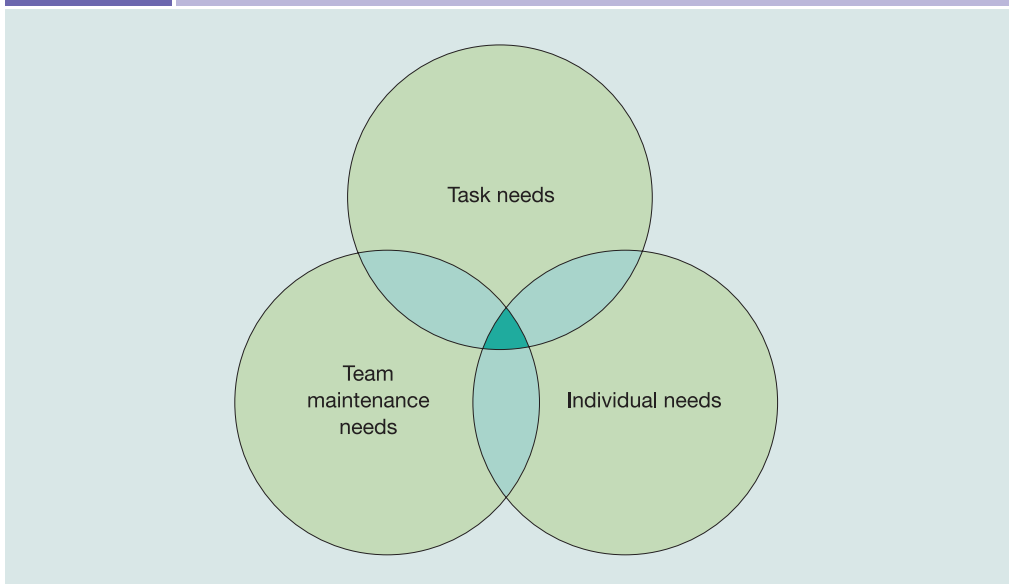 Task needs
Team
maintenance
needs
Individual needs